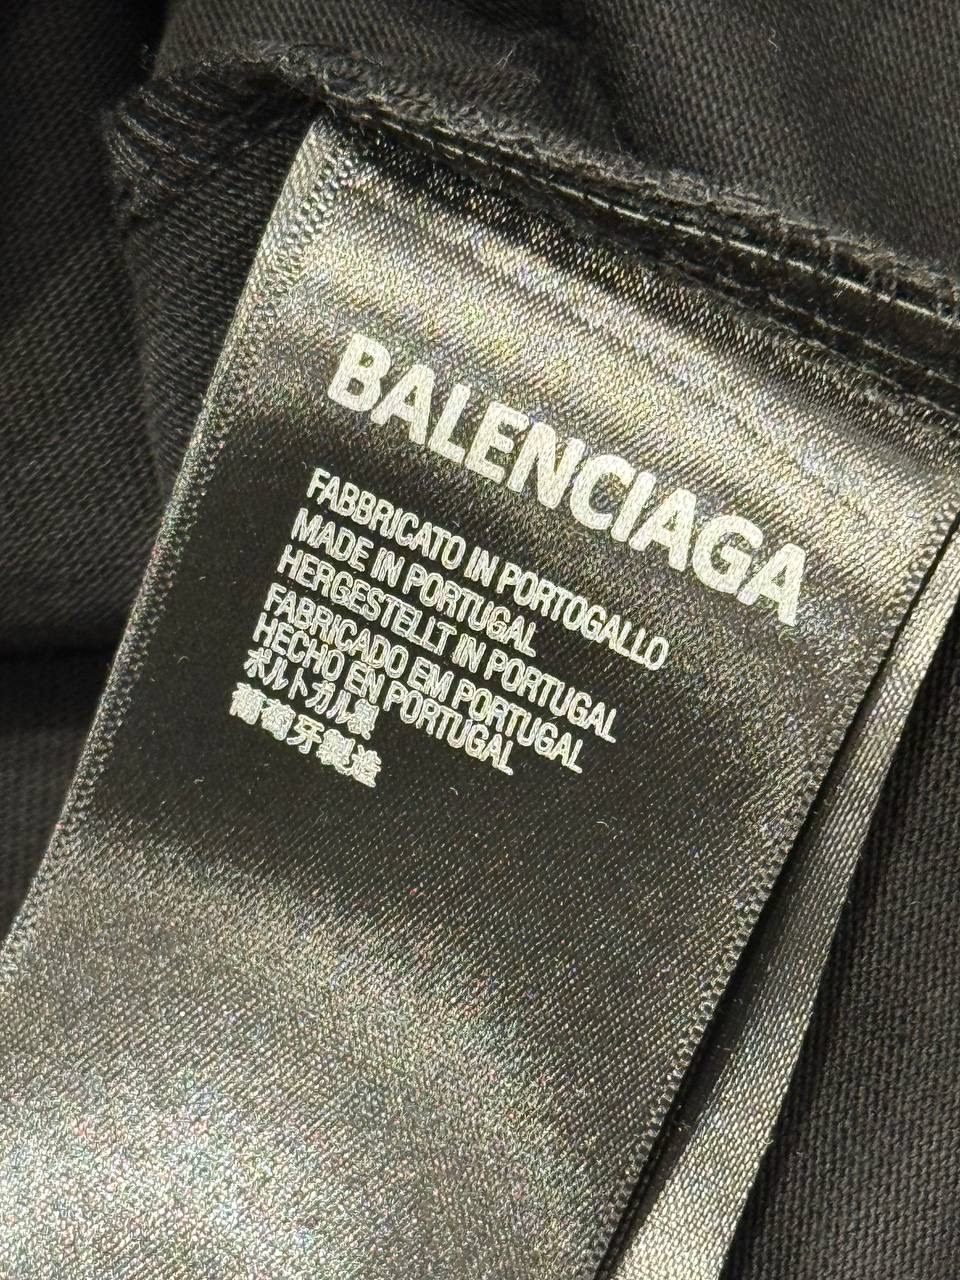 BALENCIAGA
FABBRICATO IN PORTOGALLO
MADE IN PORTUGAL
HERGESTELLT IN PORTUGAL
FABRICADO EM PORTUGAL
HECHO EN PORTUGAL
ポルトガル製
葡萄牙製造